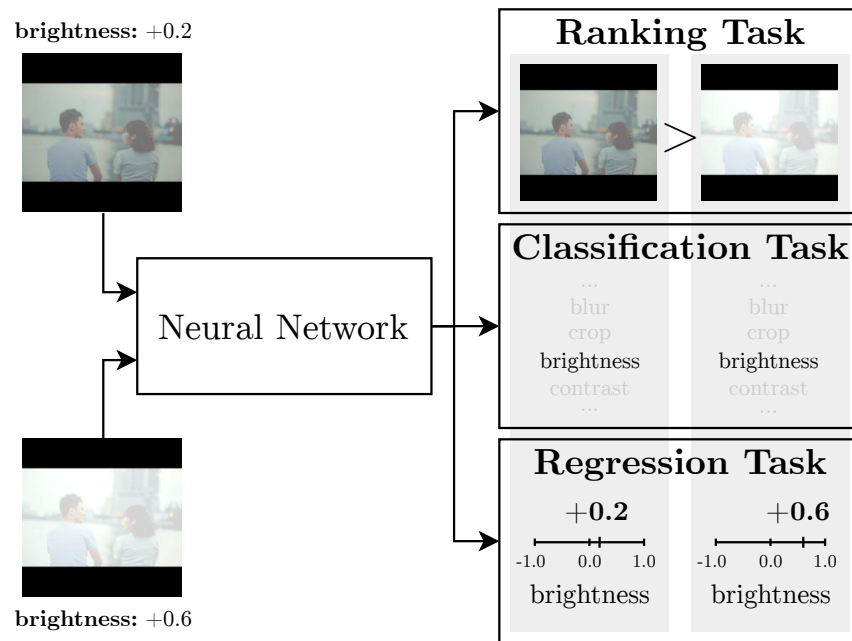 brightness: +0.2
Neural Network
brightness: +0.6
Ranking Task
>
Classification Task
... ...
blur blur
crop crop
brightness brightness
contrast contrast
... ...
Regression Task
+0.2 +0.6
-1.0 0.0 1.0 -1.0 0.0 1.0
brightness brightness